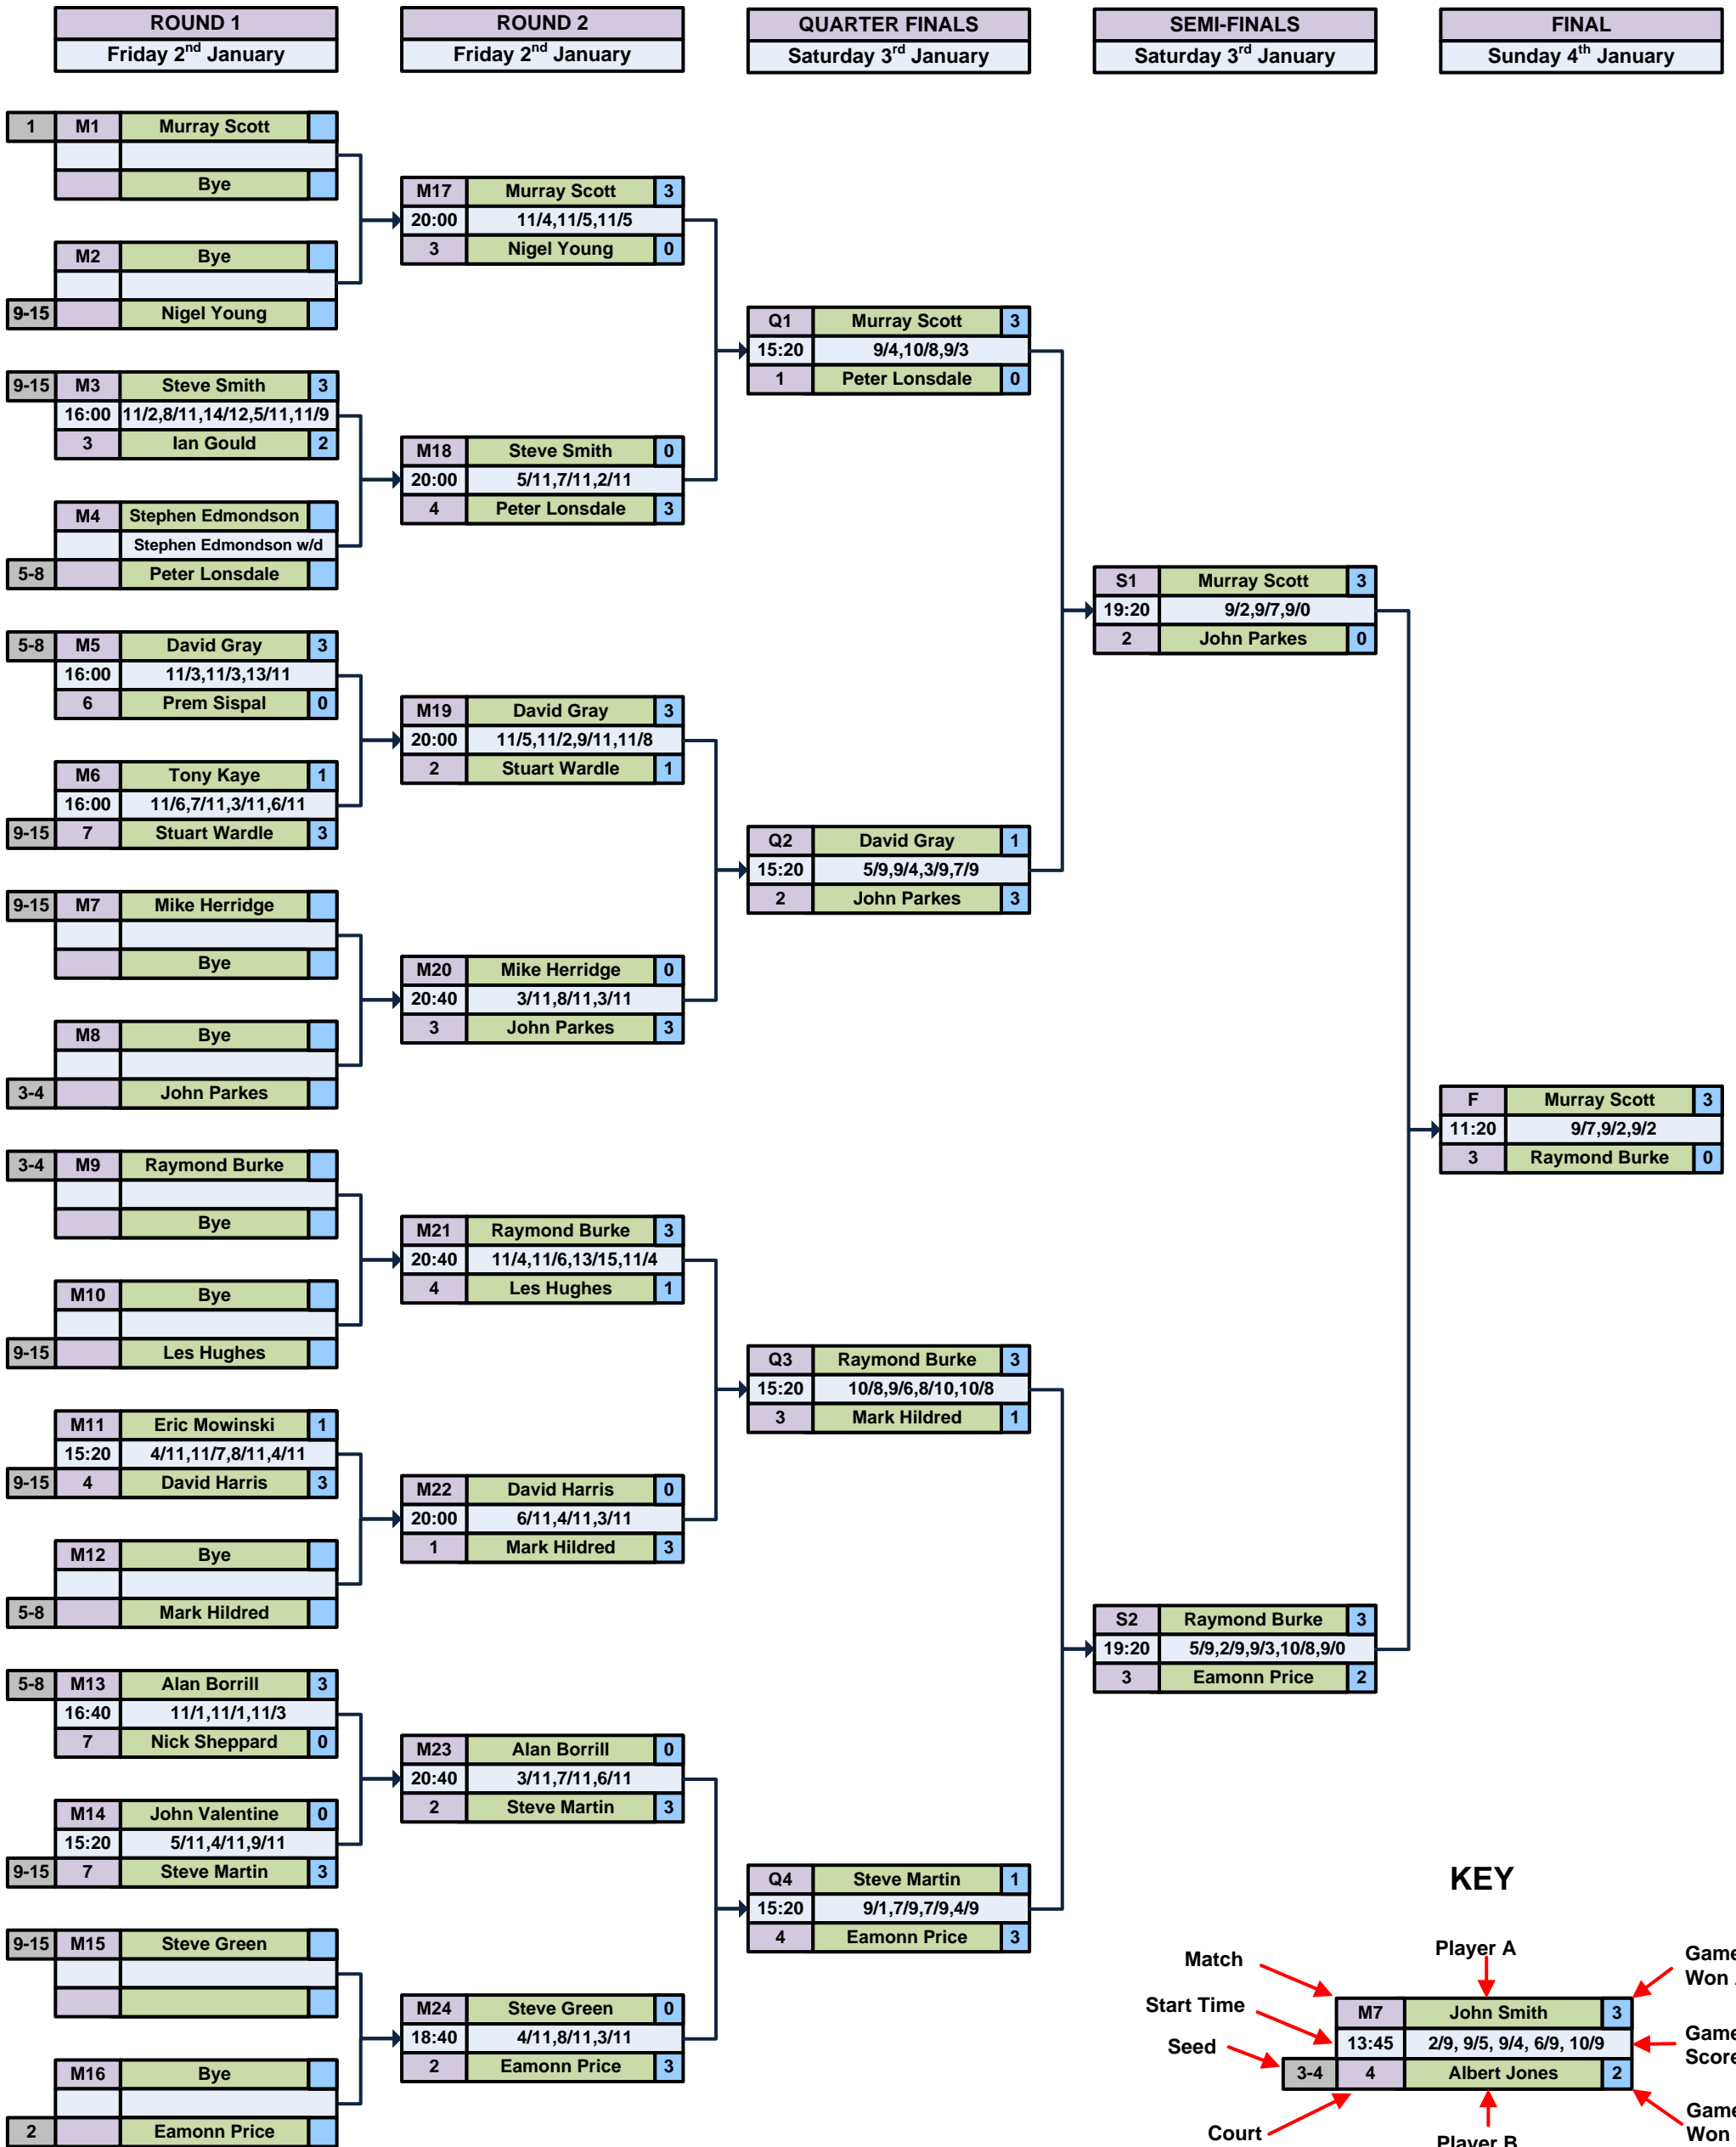 ROUND 1
Friday 2nd January
ROUND 2
Friday 2nd January
QUARTER FINALS
Saturday 3rd January
SEMI-FINALS
Saturday 3rd January
FINAL
Sunday 4th January
1 M1 Murray Scott
Bye
M2 Bye
9-15 Nigel Young
9-15 M3 Steve Smith 3
16:00 11/2,8/11,14/12,5/11,11/9
3 Ian Gould 2
M4 Stephen Edmondson
Stephen Edmondson w/d
5-8 Peter Lonsdale
5-8 M5 David Gray 3
16:00 11/3,11/3,13/11
6 Prem Sispal 0
M6 Tony Kaye 1
16:00 11/6,7/11,3/11,6/11
9-15 7 Stuart Wardle 3
9-15 M7 Mike Herridge
Bye
M8 Bye
3-4 John Parkes
3-4 M9 Raymond Burke
Bye
M10 Bye
9-15 Les Hughes
M11 Eric Mowinski 1
15:20 4/11,11/7,8/11,4/11
9-15 4 David Harris 3
M12 Bye
5-8 Mark Hildred
5-8 M13 Alan Borrill 3
16:40 11/1,11/1,11/3
7 Nick Sheppard 0
M14 John Valentine 0
15:20 5/11,4/11,9/11
9-15 7 Steve Martin 3
9-15 M15 Steve Green
M16 Bye
2 Eamonn Price
M17 Murray Scott 3
20:00 11/4,11/5,11/5
3 Nigel Young 0
M18 Steve Smith 0
20:00 5/11,7/11,2/11
4 Peter Lonsdale 3
M19 David Gray 3
20:00 11/5,11/2,9/11,11/8
2 Stuart Wardle 1
M20 Mike Herridge 0
20:40 3/11,8/11,3/11
3 John Parkes 3
M21 Raymond Burke 3
20:40 11/4,11/6,13/15,11/4
4 Les Hughes 1
M22 David Harris 0
20:00 6/11,4/11,3/11
1 Mark Hildred 3
M23 Alan Borrill 0
20:40 3/11,7/11,6/11
2 Steve Martin 3
M24 Steve Green 0
18:40 4/11,8/11,3/11
2 Eamonn Price 3
Q1 Murray Scott 3
15:20 9/4,10/8,9/3
1 Peter Lonsdale 0
Q2 David Gray 1
15:20 5/9,9/4,3/9,7/9
2 John Parkes 3
Q3 Raymond Burke 3
15:20 10/8,9/6,8/10,10/8
3 Mark Hildred 1
Q4 Steve Martin 1
15:20 9/1,7/9,7/9,4/9
4 Eamonn Price 3
S1 Murray Scott 3
19:20 9/2,9/7,9/0
2 John Parkes 0
S2 Raymond Burke 3
19:20 5/9,2/9,9/3,10/8,9/0
3 Eamonn Price 2
F Murray Scott 3
11:20 9/7,9/2,9/2
3 Raymond Burke 0
KEY
Match
Player A
Start Time
Seed
Court
Player B
M7 John Smith 3
13:45 2/9, 9/5, 9/4, 6/9, 10/9
3-4 4 Albert Jones 2
Won
Won